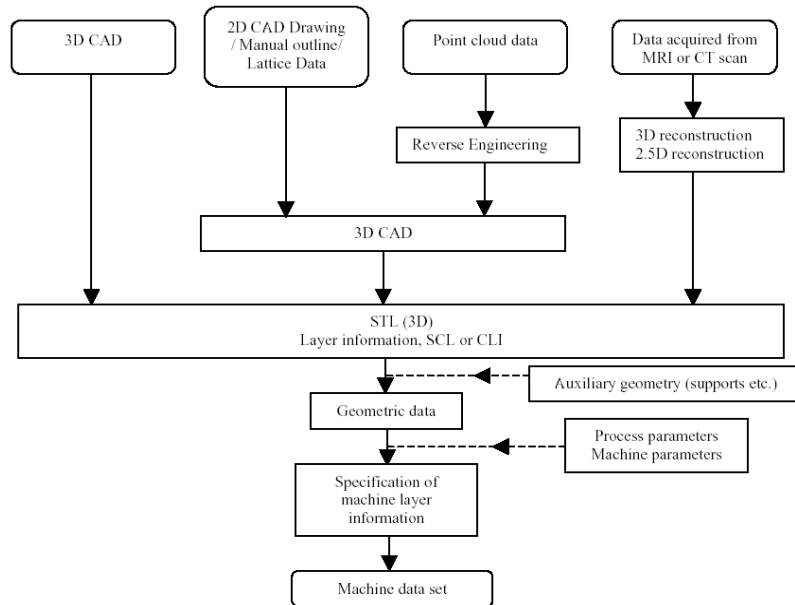 3D CAD
2D CAD Drawing
/ Manual outline/
Lattice Data
Point cloud data
Data acquired from
MRI or CT scan
Reverse Engineering
3D reconstruction
2.5D reconstruction
3D CAD
STL (3D)
Layer information, SCL or CLI
Auxiliary geometry (supports etc.)
Geometric data
Process parameters
Machine parameters
Specification of
machine layer
information
Machine data set